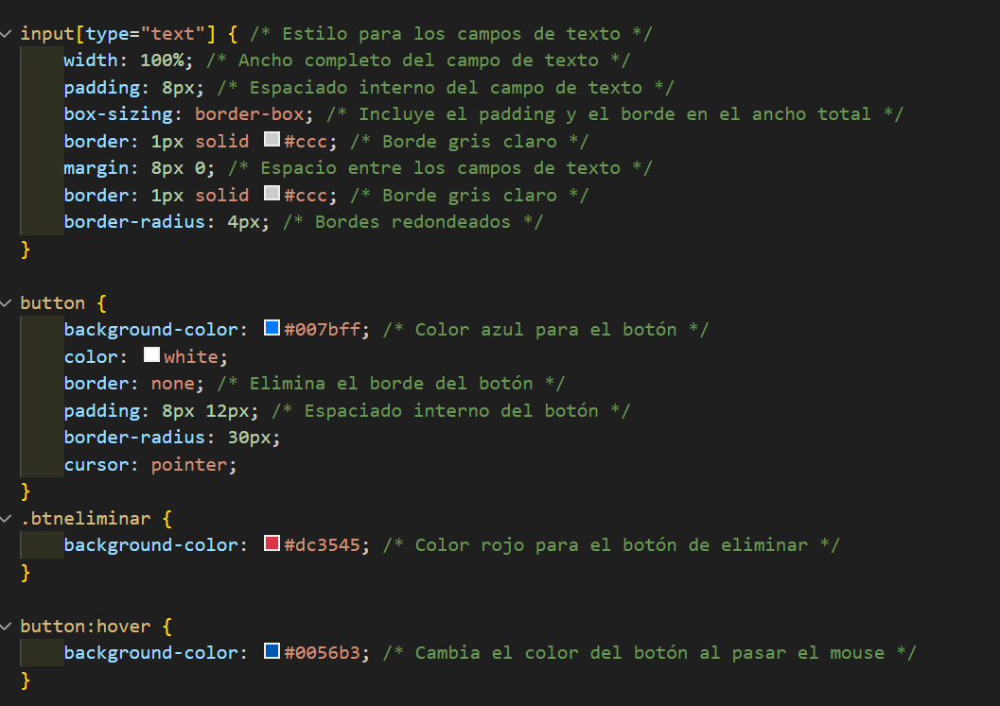 input[type="text"] { /* Estilo para los campos de texto */
    width: 100%; /* Ancho completo del campo de texto */
    padding: 8px; /* Espaciado interno del campo de texto */
    box-sizing: border-box; /* Incluye el padding y el borde en el ancho total */
    border: 1px solid #ccc; /* Borde gris claro */
    margin: 8px 0; /* Espacio entre los campos de texto */
    border: 1px solid #ccc; /* Borde gris claro */
    border-radius: 4px; /* Bordes redondeados */
}

button {
    background-color: #007bff; /* Color azul para el botón */
    color: white;
    border: none; /* Elimina el borde del botón */
    padding: 8px 12px; /* Espaciado interno del botón */
    border-radius: 30px;
    cursor: pointer;
}
.btneliminar {
    background-color: #dc3545; /* Color rojo para el botón de eliminar */
}

button:hover {
    background-color: #0056b3; /* Cambia el color del botón al pasar el mouse */
}